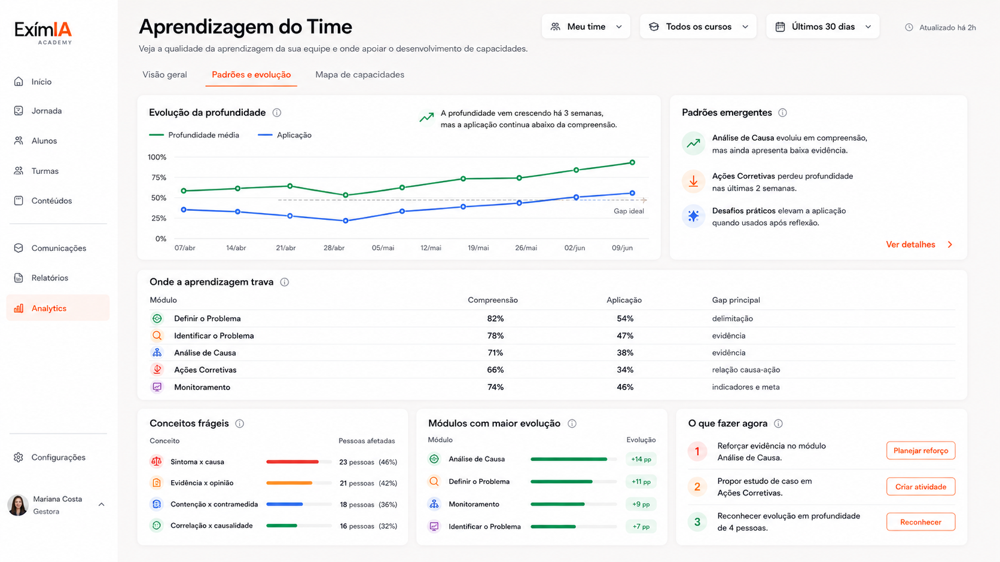 ExímIA
ACADEMY
Início
Jornada
Alunos
Turmas
Contéúdos
Comunicações
Relatórios
Analytics
Configurações
Mariana Costa
Gestora
Aprendizagem do Time
Veja a qualidade da aprendizagem da sua equipe e onde apoiar o desenvolvimento de capacidades.
Meu time
Todos os cursos
Últimos 30 dias
Atualizado há 2h
Visão geral
Padrões e evolução
Mapa de capacidades
Evolução da profundidade
A profundidade vem crescendo há 3 semanas,
mas a aplicação continua abaixo da compreensão.
Profundidade média
Aplicação
100%
75%
50%
25%
0%
Gap ideal
07/abr 14/abr 21/abr 28/abr 05/mai 12/mai 19/mai 26/mai 02/jun 09/jun
Padrões emergentes
Análise de Causa evoluiu em compreensão,
mas ainda apresenta baixa evidência.
Ações Corretivas perdeu profundidade
nas últimas 2 semanas.
Desafios práticos elevam a aplicação
quando usados após reflexão.
Ver detalhes
Onde a aprendizagem trava
Módulo Compreensão Aplicação Gap principal
Definir o Problema 82% 54% delimitação
Identificar o Problema 78% 47% evidência
Análise de Causa 71% 38% evidência
Ações Corretivas 66% 34% relação causa-ação
Monitoramento 74% 46% indicadores e meta
Conceitos frágeis
Conceito Pessoas afetadas
Sintoma x causa 23 pessoas (46%)
Evidência x opinião 21 pessoas (42%)
Contenção x contramedida 18 pessoas (36%)
Correlação x causalidade 16 pessoas (32%)
Módulos com maior evolução
Módulo Evolução
Análise de Causa +14 pp
Definir o Problema +11 pp
Monitoramento +9 pp
Identificar o Problema +7 pp
O que fazer agora
1 Reforçar evidência no módulo
Análise de Causa.
Planejar reforço
2 Propor estudo de caso em
Ações Corretivas.
Criar atividade
3 Reconhecer evolução em profundidade
de 4 pessoas.
Reconhecer